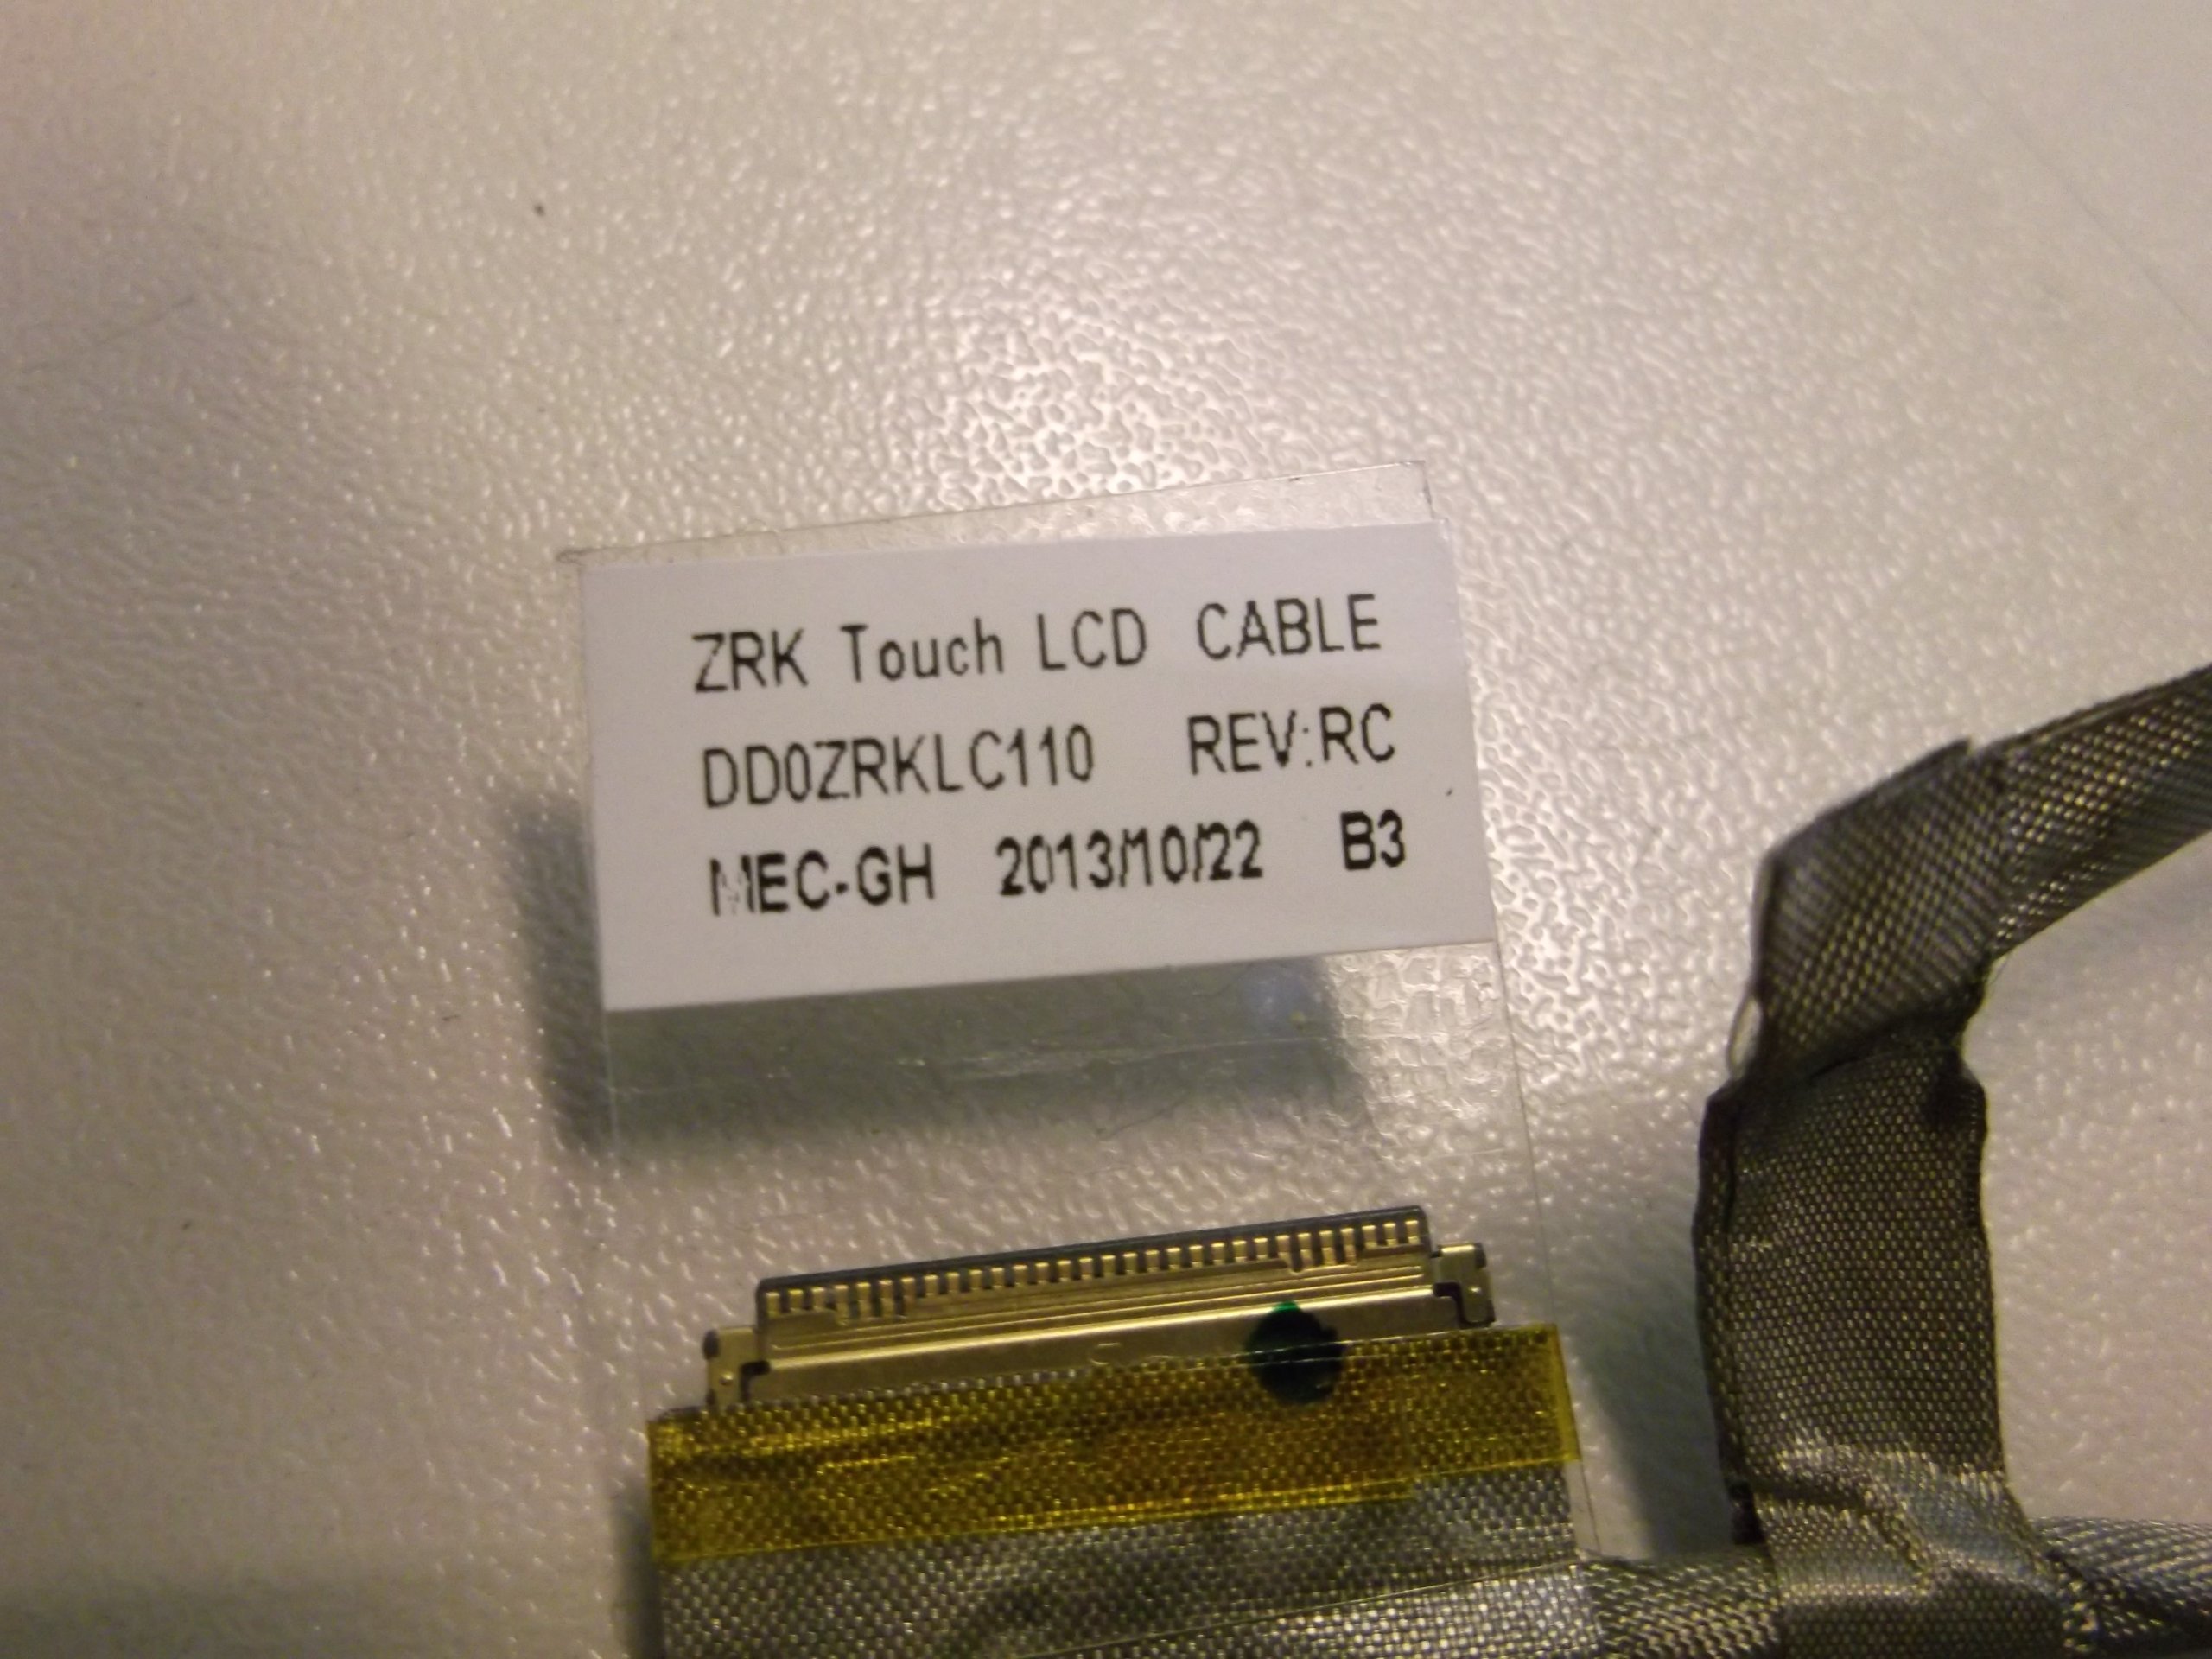 ZRK Touch LCD CABLE
DD0ZRKLC110 REV:RC
MEC-GH 2013/10/22 B3